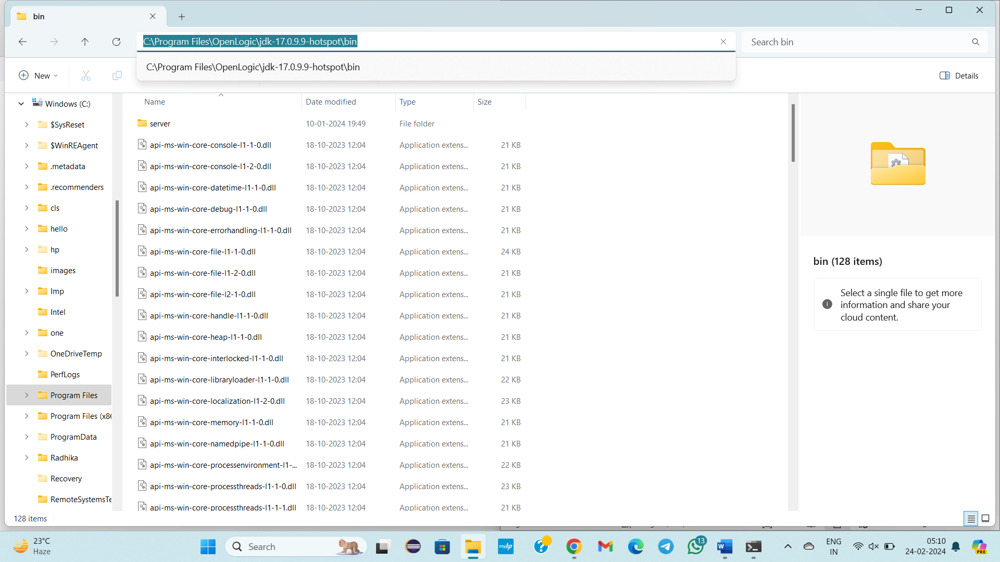 bin
C:\Program Files\OpenLogic\jdk-17.0.9.9-hotspot\bin
Search bin
C:\Program Files\OpenLogic\jdk-17.0.9.9-hotspot\bin
New
Details
Windows (C:)
$SysReset
$WinREAgent
.metadata
.recommenders
cls
hello
hp
images
Imp
Intel
one
OneDriveTemp
PerfLogs
Program Files
Program Files (x86
ProgramData
Radhika
Recovery
RemoteSystemsTe
Name Date modified Type Size
server 10-01-2024 19:49 File folder
api-ms-win-core-console-l1-1-0.dll 18-10-2023 12:04 Application extens... 21 KB
api-ms-win-core-console-l1-2-0.dll 18-10-2023 12:04 Application extens... 21 KB
api-ms-win-core-datetime-l1-1-0.dll 18-10-2023 12:04 Application extens... 21 KB
api-ms-win-core-debug-l1-1-0.dll 18-10-2023 12:04 Application extens... 21 KB
api-ms-win-core-errorhandling-l1-1-0.dll 18-10-2023 12:04 Application extens... 21 KB
api-ms-win-core-file-l1-1-0.dll 18-10-2023 12:04 Application extens... 24 KB
api-ms-win-core-file-l1-2-0.dll 18-10-2023 12:04 Application extens... 21 KB
api-ms-win-core-file-l2-1-0.dll 18-10-2023 12:04 Application extens... 21 KB
api-ms-win-core-handle-l1-1-0.dll 18-10-2023 12:04 Application extens... 21 KB
api-ms-win-core-heap-l1-1-0.dll 18-10-2023 12:04 Application extens... 21 KB
api-ms-win-core-interlocked-l1-1-0.dll 18-10-2023 12:04 Application extens... 21 KB
api-ms-win-core-libraryloader-l1-1-0.dll 18-10-2023 12:04 Application extens... 22 KB
api-ms-win-core-localization-l1-2-0.dll 18-10-2023 12:04 Application extens... 23 KB
api-ms-win-core-memory-l1-1-0.dll 18-10-2023 12:04 Application extens... 21 KB
api-ms-win-core-namedpipe-l1-1-0.dll 18-10-2023 12:04 Application extens... 21 KB
api-ms-win-core-processenvironment-l1-... 18-10-2023 12:04 Application extens... 22 KB
api-ms-win-core-processthreads-l1-1-0.dll 18-10-2023 12:04 Application extens... 23 KB
api-ms-win-core-processthreads-l1-1-1.dll 18-10-2023 12:04 Application extens... 21 KB
bin (128 items)
Select a single file to get more
information and share your
cloud content.
128 items
23°C
Haze
Search
myhp
13
W
ENG
IN
05:10
24-02-2024
PRE